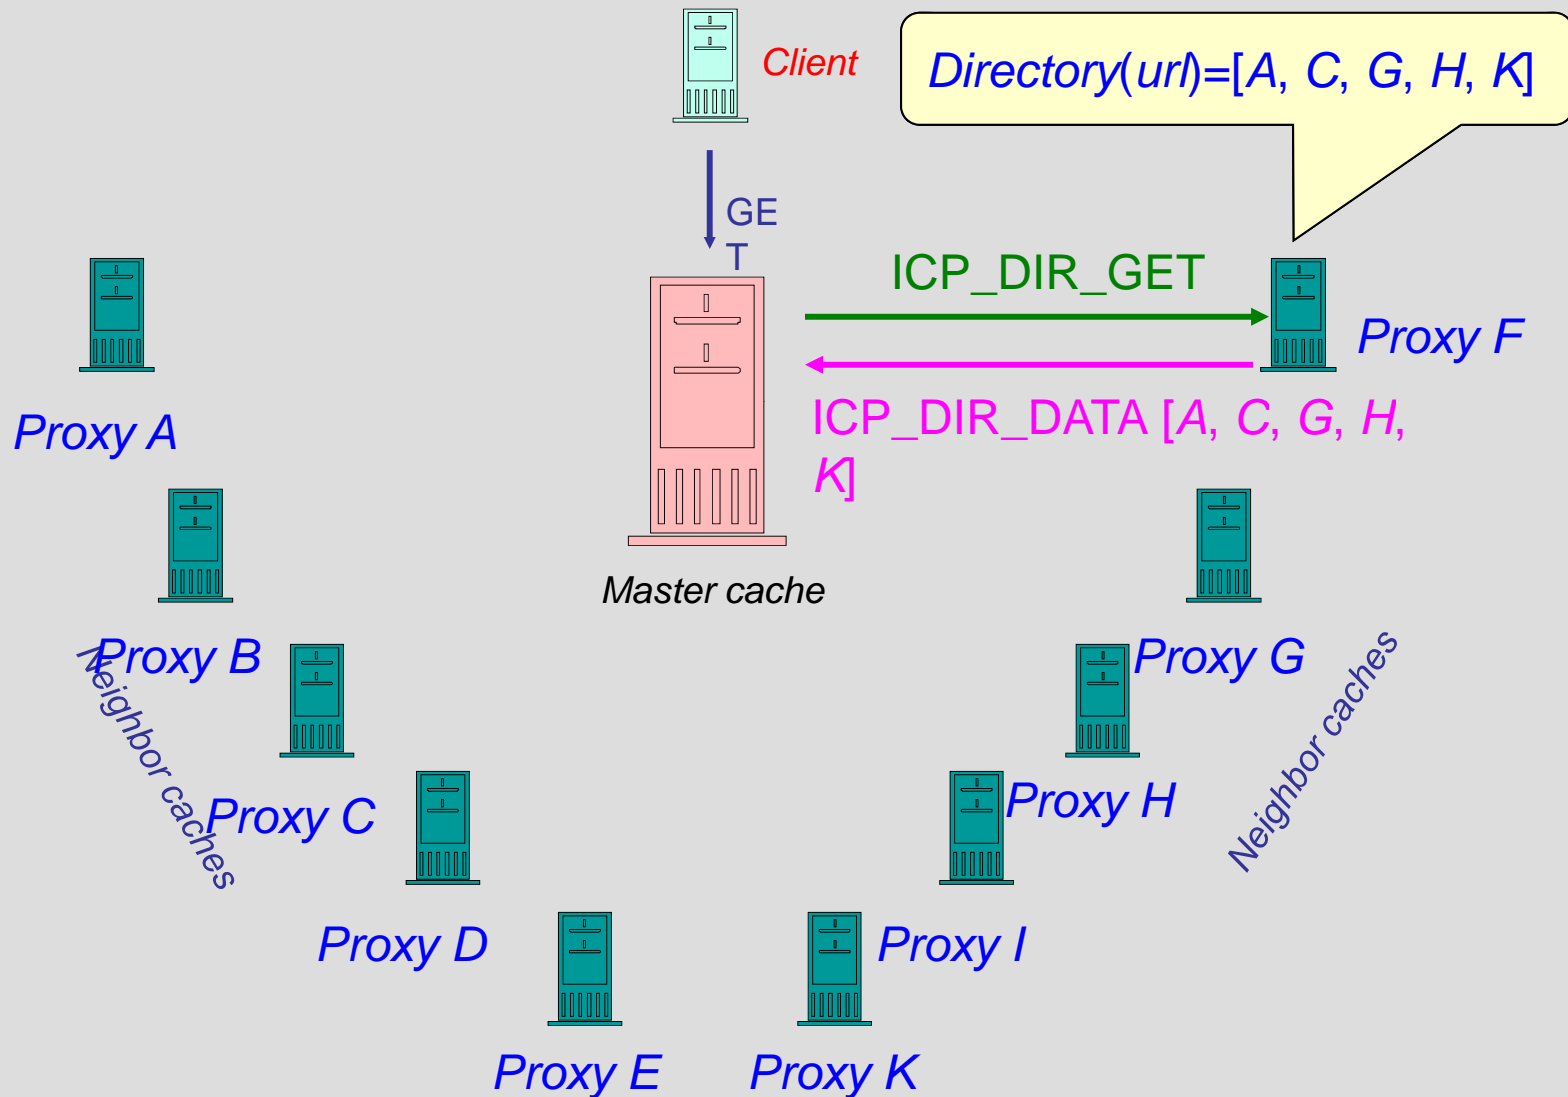 Client
Directory(url)=[A, C, G, H, K]
GE
T
ICP_DIR_GET
Proxy F
ICP_DIR_DATA [A, C, G, H,
K]
Proxy A
Master cache
Proxy B
Proxy G
Neighbor caches
Neighbor caches
Proxy C
Proxy H
Proxy D
Proxy I
Proxy E
Proxy K